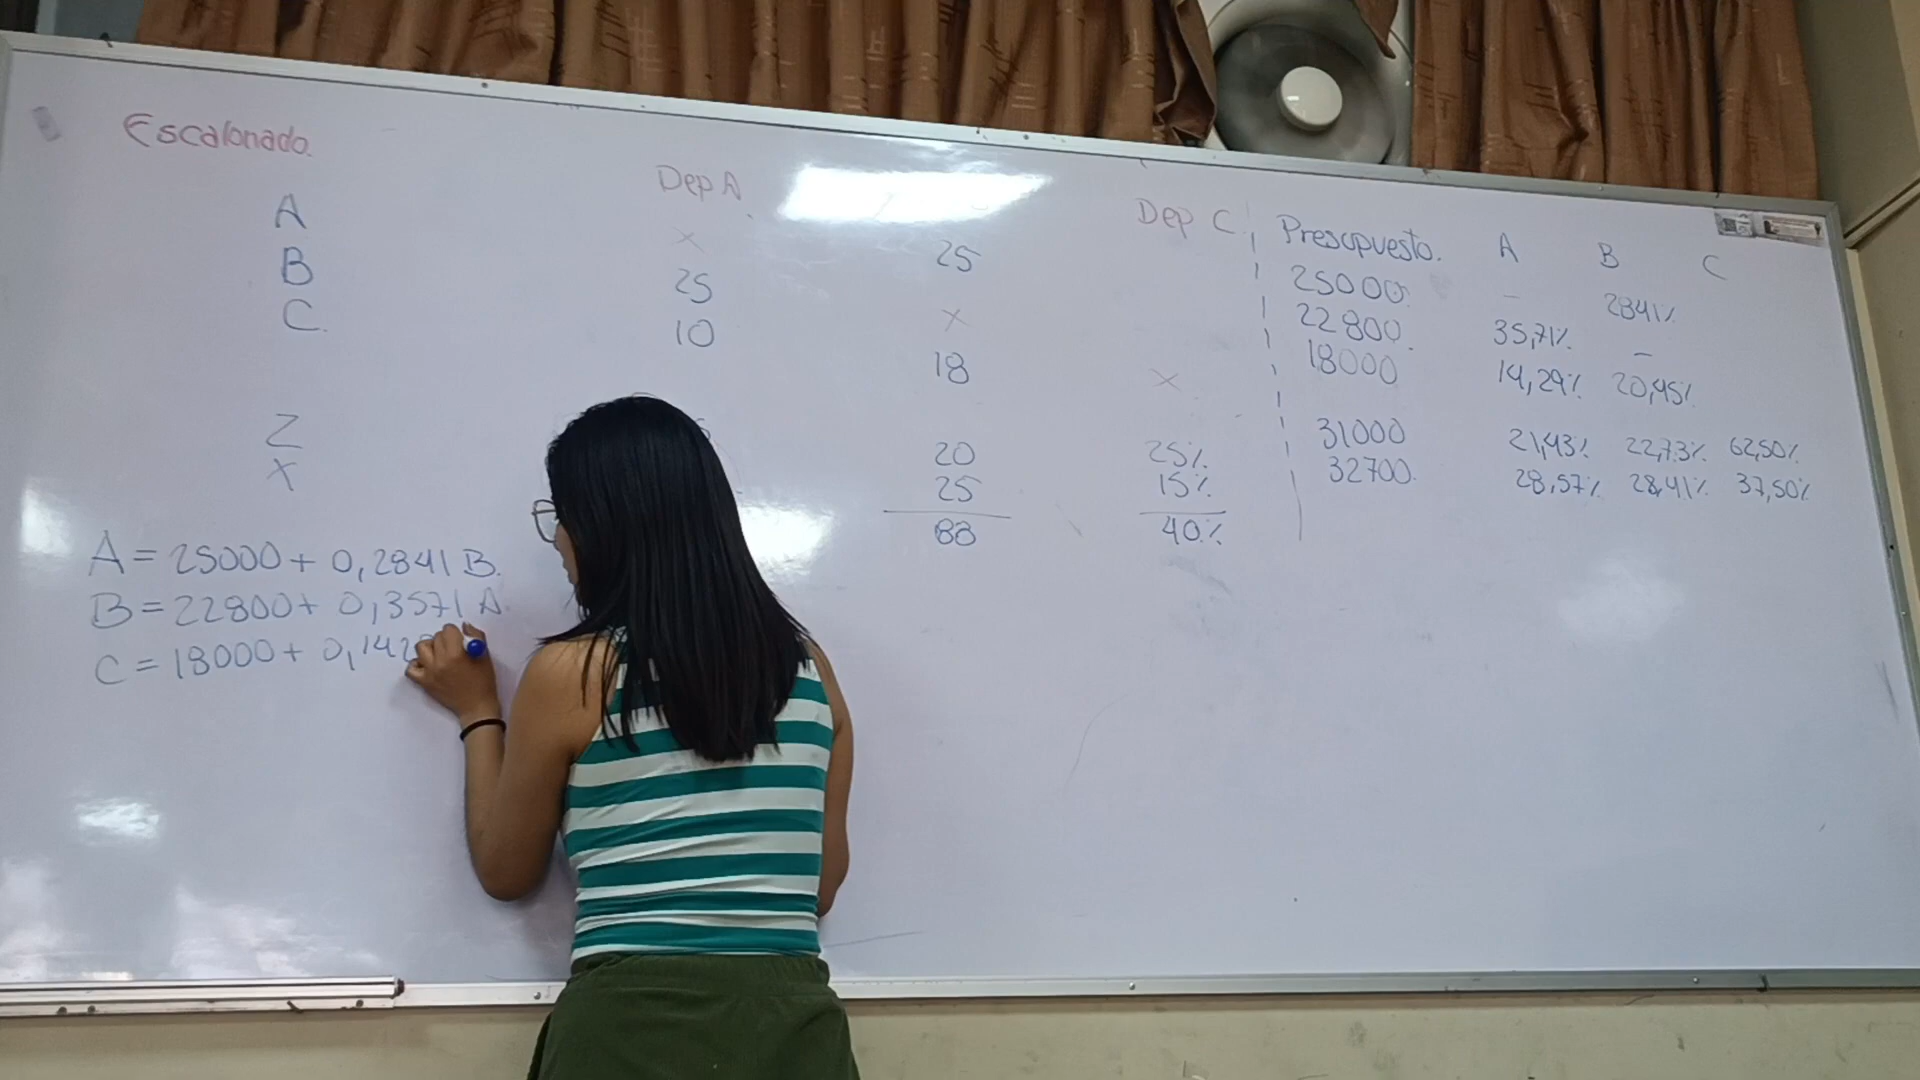 Escalonado.
Dep A. Dep C. Presupuesto. A B C
A X 25 25000. – 2841%
B 25 X 22800. 35,71% –
C. 10 18 X 18000 14,29% 20,45%
Z 20 25% 31000 21,43% 22,73% 62,50%
X 25 15% 32700. 28,57% 28,41% 37,50%
88 40%
A = 25000 + 0,2841 B.
B = 22800 + 0,3571 A.
C = 18000 + 0,142